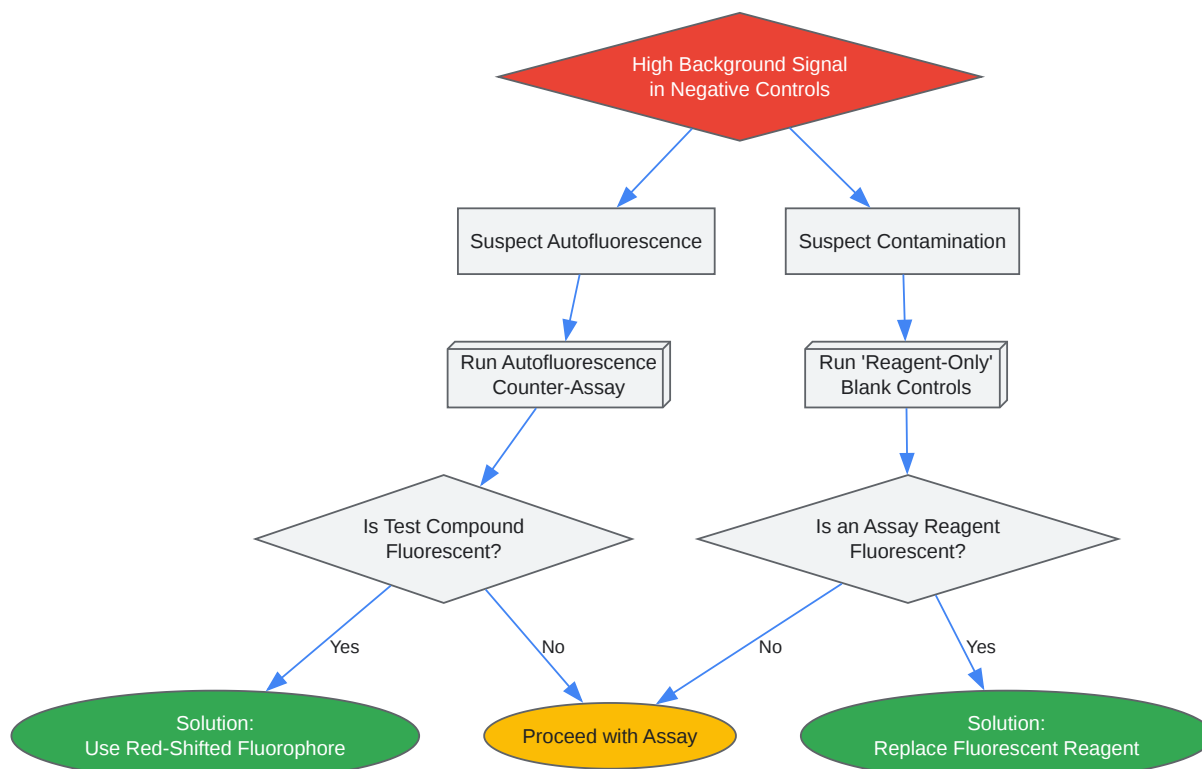 High Background Signal
in Negative Controls
Suspect Autofluorescence
Suspect Contamination
Run Autofluorescence
Counter-Assay
Run 'Reagent-Only'
Blank Controls
Is Test Compound
Fluorescent?
Is an Assay Reagent
Fluorescent?
Yes
No
No
Yes
Solution:
Use Red-Shifted Fluorophore
Proceed with Assay
Solution:
Replace Fluorescent Reagent